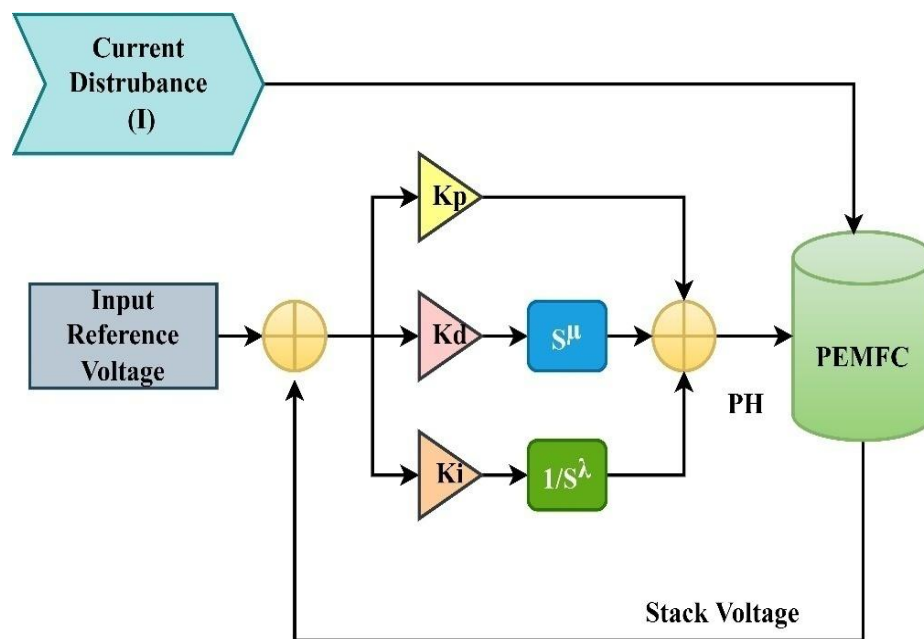 Current
Distrubance
(I)
Kp
Input
Reference
Voltage
Kd
S^μ
PEMFC
PH
Ki
1/S^λ
Stack Voltage